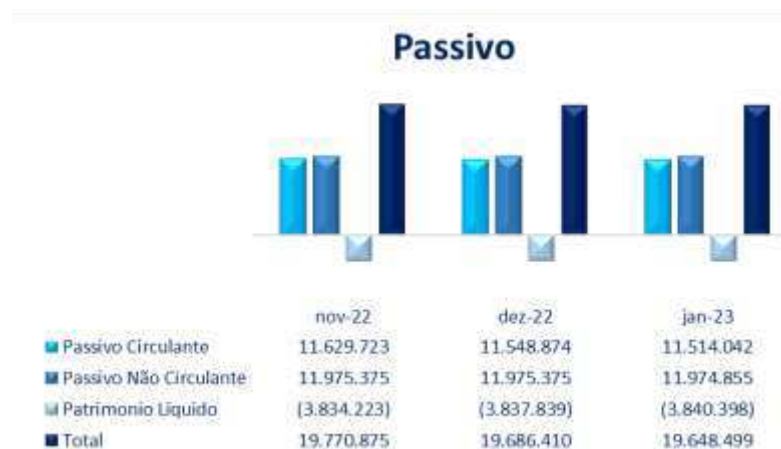 Passivo
nov-22 dez-22 jan-23
Passivo Circulante 11.629.723 11.548.874 11.514.042
Passivo Não Circulante 11.975.375 11.975.375 11.974.855
Patrimonio Liquido (3.834.223) (3.837.839) (3.840.398)
Total 19.770.875 19.686.410 19.648.499